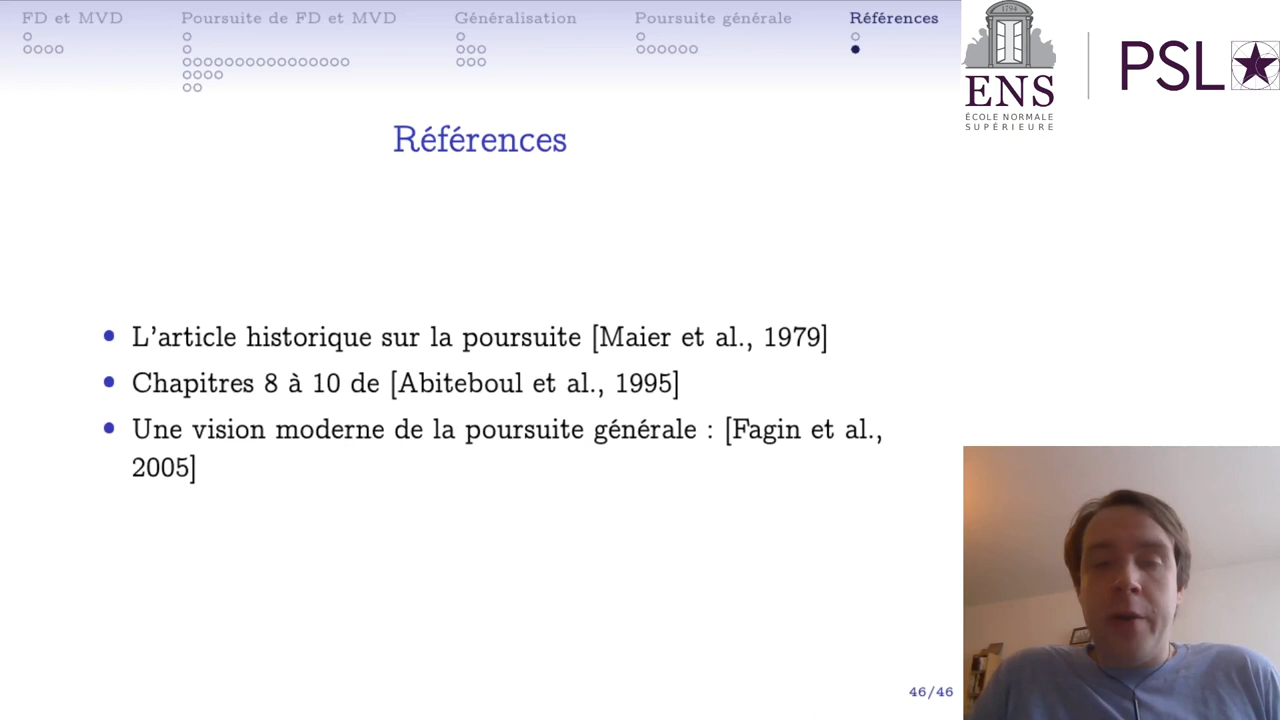 FD et MVD
Poursuite de FD et MVD
Généralisation
Poursuite générale
Références
1794
ENS
ÉCOLE NORMALE
SUPÉRIEURE
PSL
Références
L'article historique sur la poursuite [Maier et al., 1979]
Chapitres 8 à 10 de [Abiteboul et al., 1995]
Une vision moderne de la poursuite générale : [Fagin et al.,
2005]
46/46